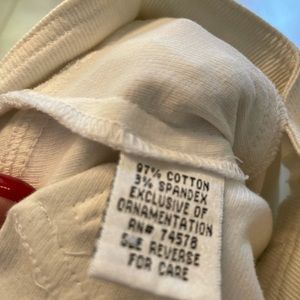 97% COTTON
3% SPANDEX
EXCLUSIVE OF
ORNAMENTATION
RN# 74578
SEE REVERSE
FOR CARE